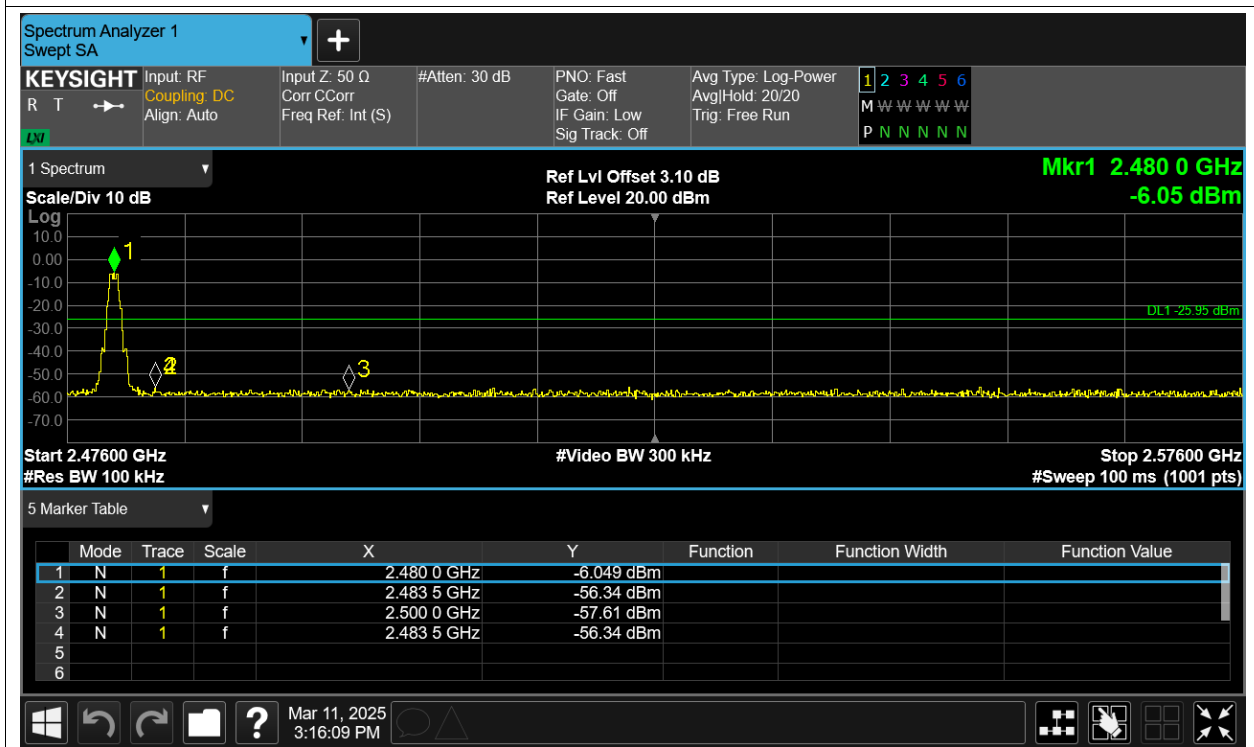 Spectrum Analyzer 1
Swept SA
KEYSIGHT
R T
LXI
Input: RF
Coupling: DC
Align: Auto
Input Z: 50 Ω
Corr CCorr
Freq Ref: Int (S)
#Atten: 30 dB
PNO: Fast
Gate: Off
IF Gain: Low
Sig Track: Off
Avg Type: Log-Power
Avg|Hold: 20/20
Trig: Free Run
1 2 3 4 5 6
M W W W W W
P N N N N N
1 Spectrum
Scale/Div 10 dB
Ref Lvl Offset 3.10 dB
Ref Level 20.00 dBm
Mkr1 2.480 0 GHz
-6.05 dBm
Log
10.0
0.00
-10.0
-20.0
-30.0
-40.0
-50.0
-60.0
-70.0
1
DL1 -25.95 dBm
2
4
3
Start 2.47600 GHz
#Res BW 100 kHz
#Video BW 300 kHz
Stop 2.57600 GHz
#Sweep 100 ms (1001 pts)
5 Marker Table
Mode Trace Scale X Y Function Function Width Function Value
1 N 1 f 2.480 0 GHz -6.049 dBm
2 N 1 f 2.483 5 GHz -56.34 dBm
3 N 1 f 2.500 0 GHz -57.61 dBm
4 N 1 f 2.483 5 GHz -56.34 dBm
5
6
?
Mar 11, 2025
3:16:09 PM